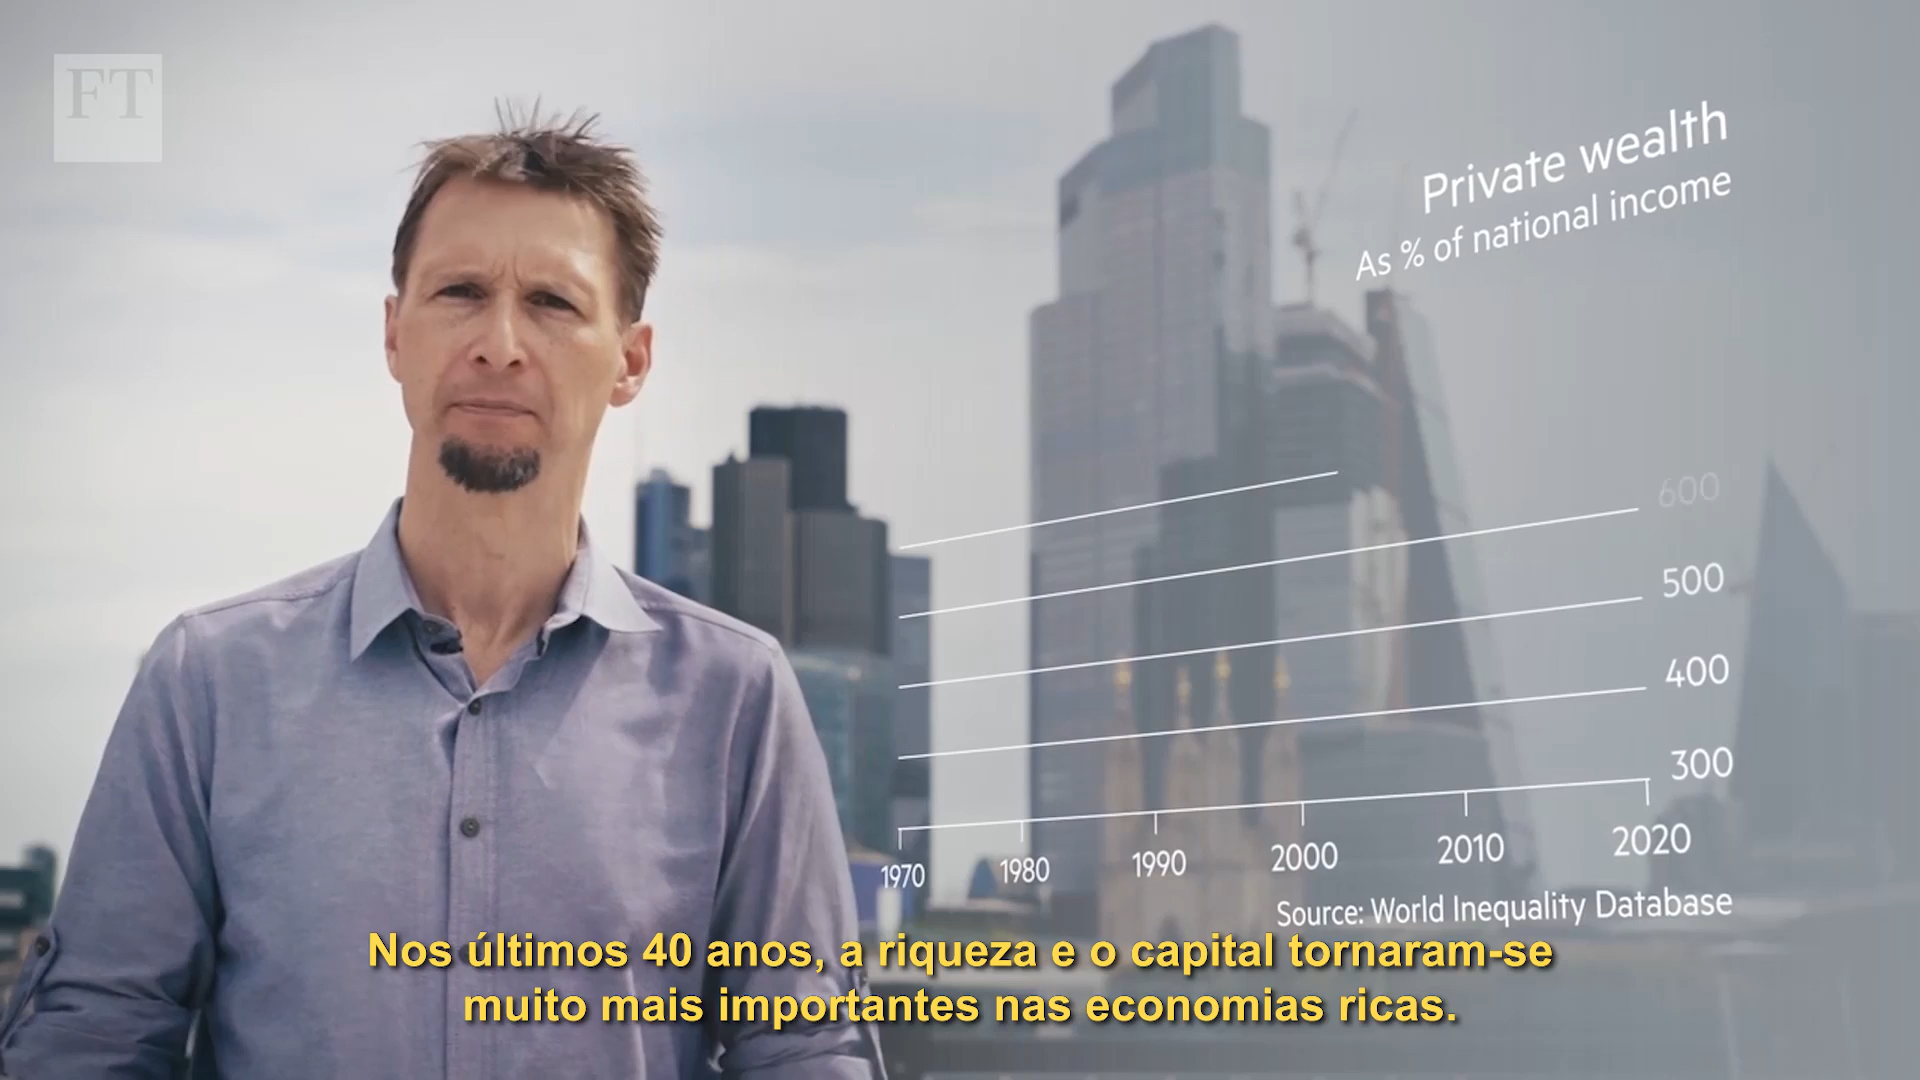 FT
Private wealth
As % of national income
600
500
400
300
1970 1980 1990 2000 2010 2020
Source: World Inequality Database
Nos últimos 40 anos, a riqueza e o capital tornaram-se
muito mais importantes nas economias ricas.